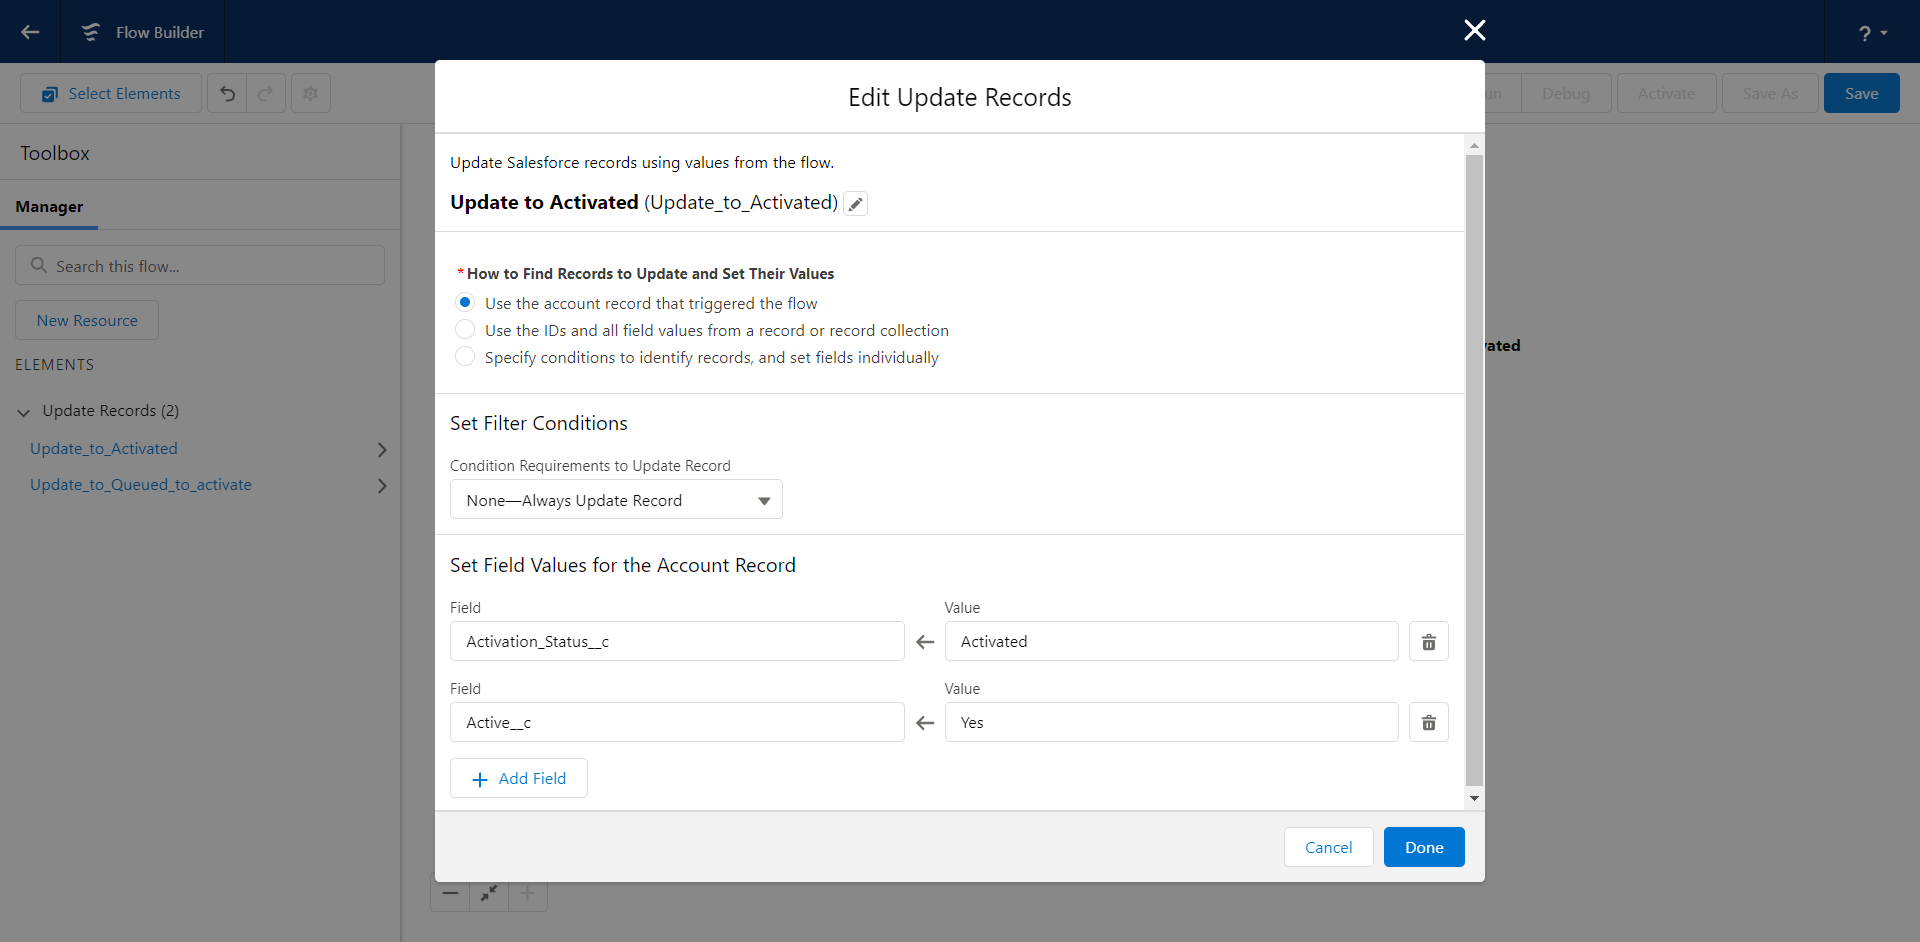 Flow Builder
?
Select Elements
Debug
Activate
Save As
Save
Toolbox
Manager
Search this flow...
New Resource
ELEMENTS
Update Records (2)
Update_to_Activated
Update_to_Queued_to_activate
Edit Update Records
Update Salesforce records using values from the flow.
Update to Activated (Update_to_Activated)
*How to Find Records to Update and Set Their Values
Use the account record that triggered the flow
Use the IDs and all field values from a record or record collection
Specify conditions to identify records, and set fields individually
Set Filter Conditions
Condition Requirements to Update Record
None—Always Update Record
Set Field Values for the Account Record
Field Value
Activation_Status__c Activated
Field Value
Active__c Yes
Add Field
Cancel Done